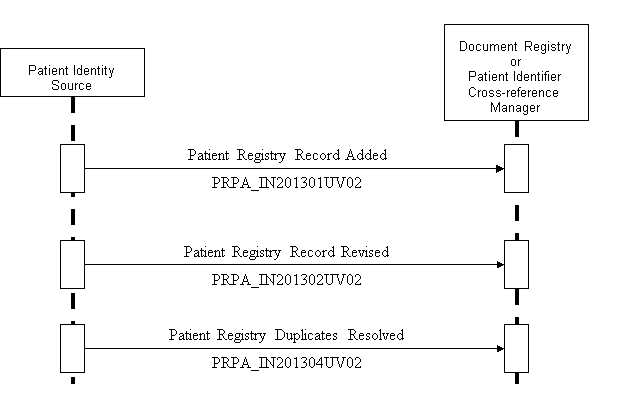 Patient Identity
Source
Document Registry
or
Patient Identifier
Cross-reference
Manager
Patient Registry Record Added
PRPA_IN201301UV02
Patient Registry Record Revised
PRPA_IN201302UV02
Patient Registry Duplicates Resolved
PRPA_IN201304UV02